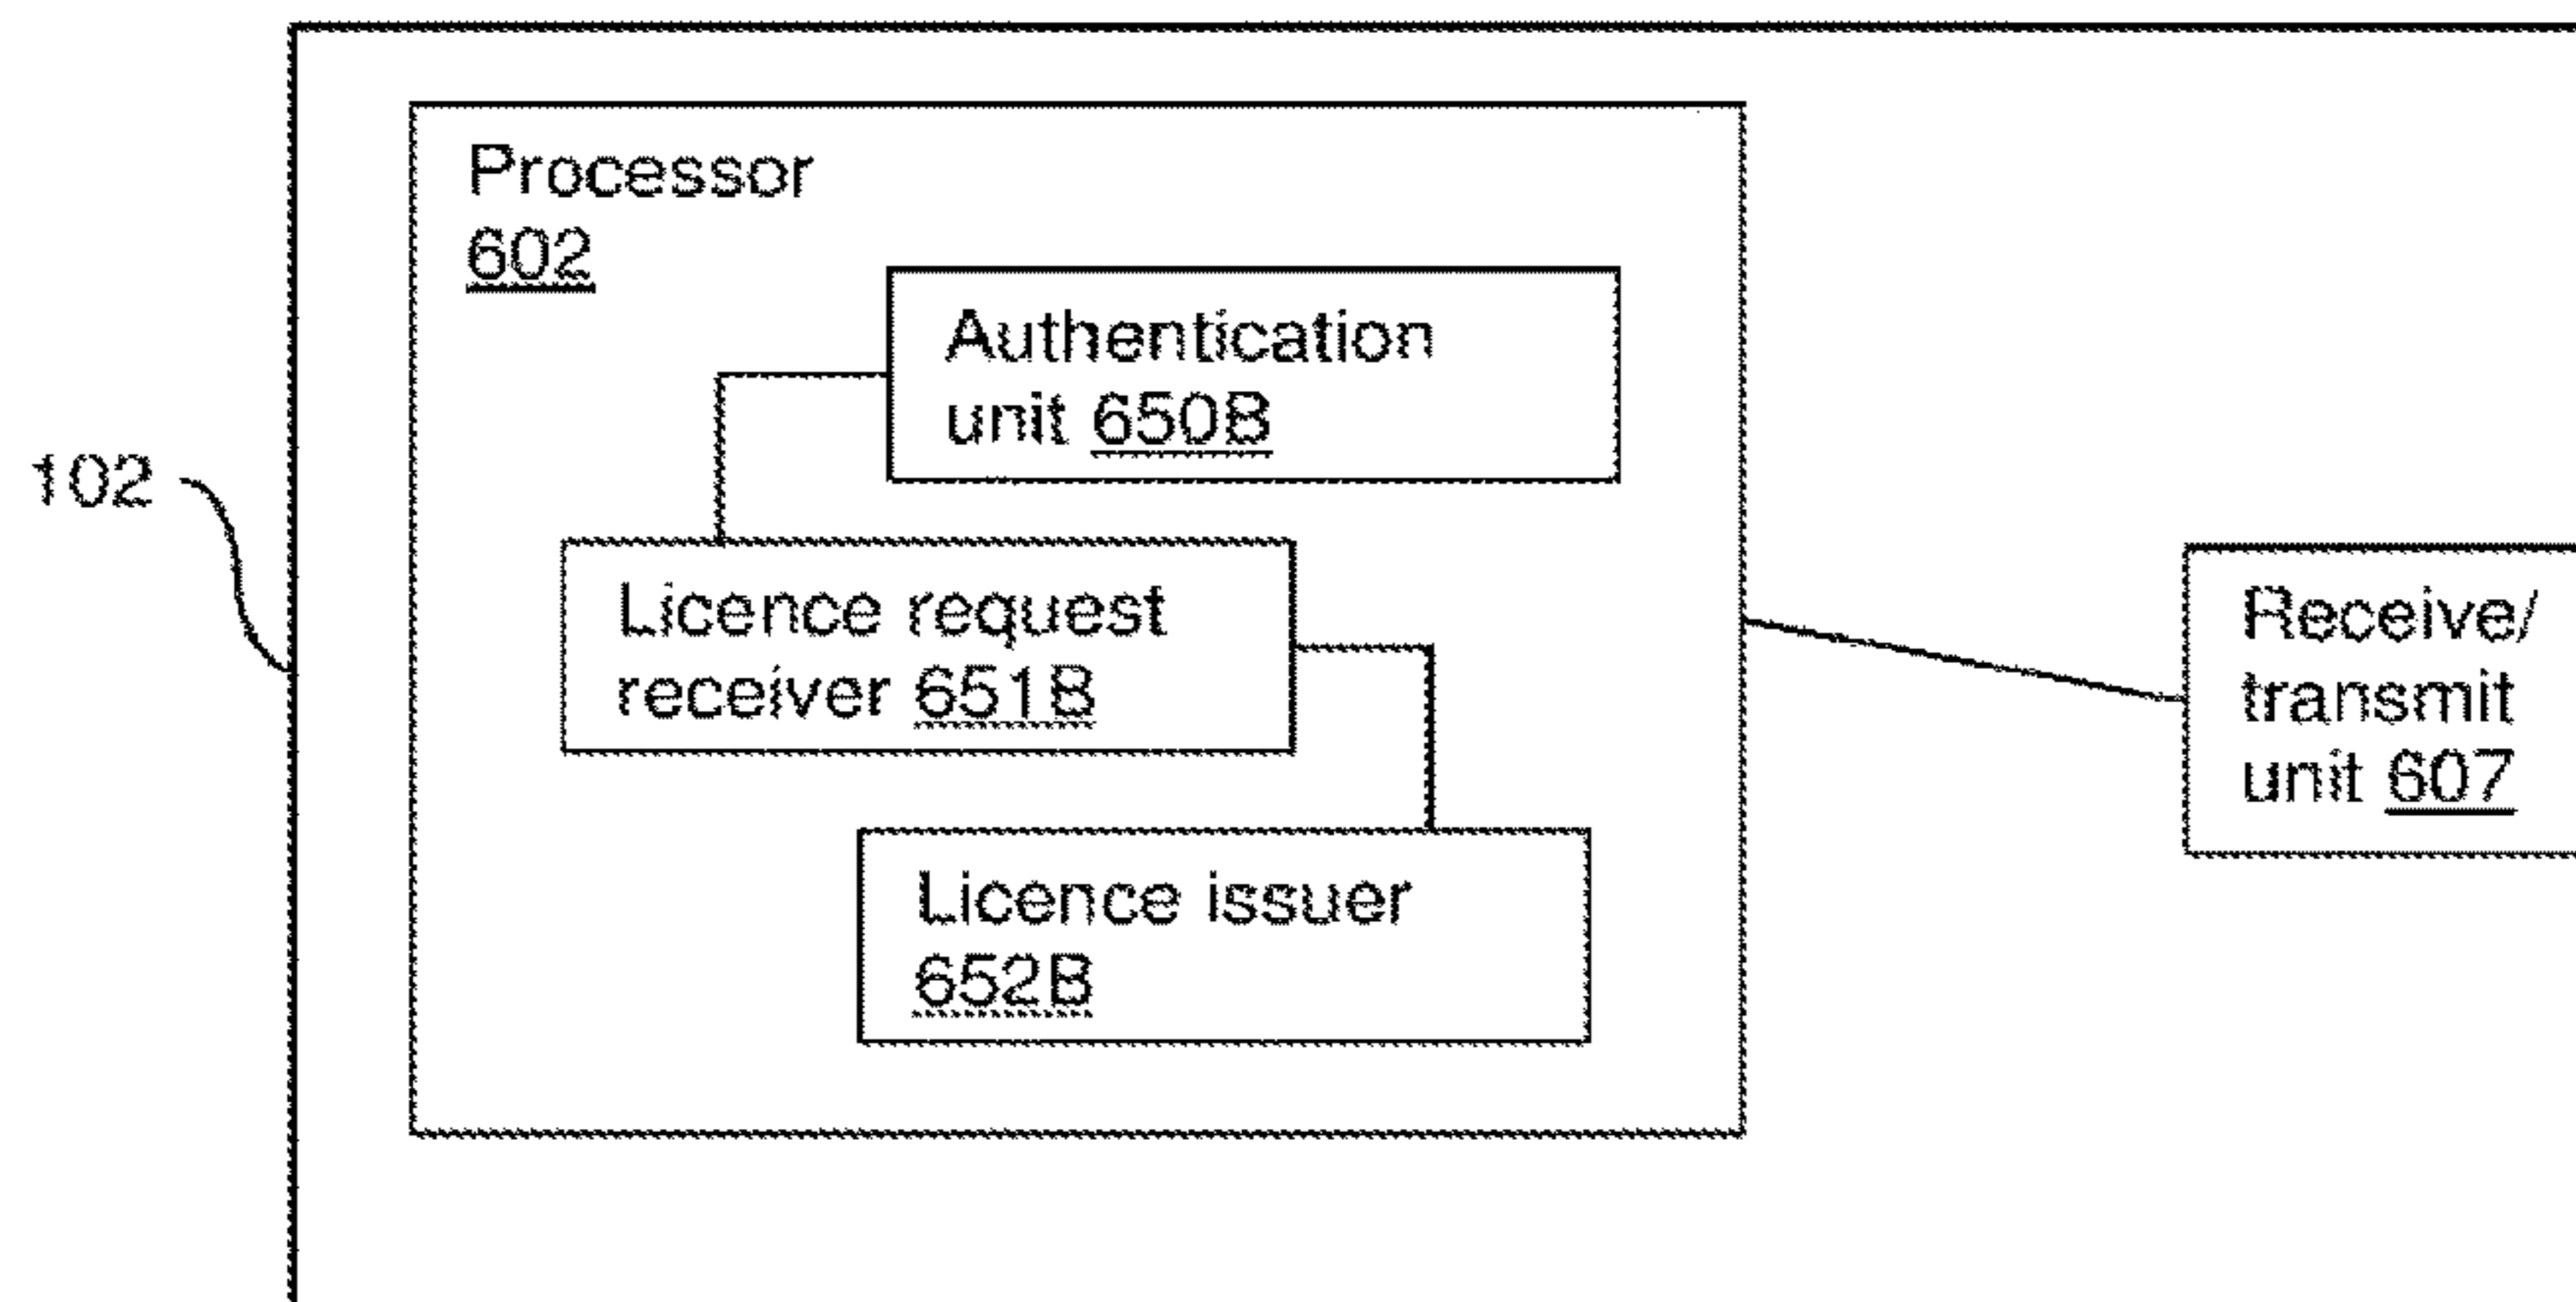 Processor
602
Authentication
unit 650B
102
Licence request
receiver 651B
Receive/
transmit
unit 607
Licence issuer
652B